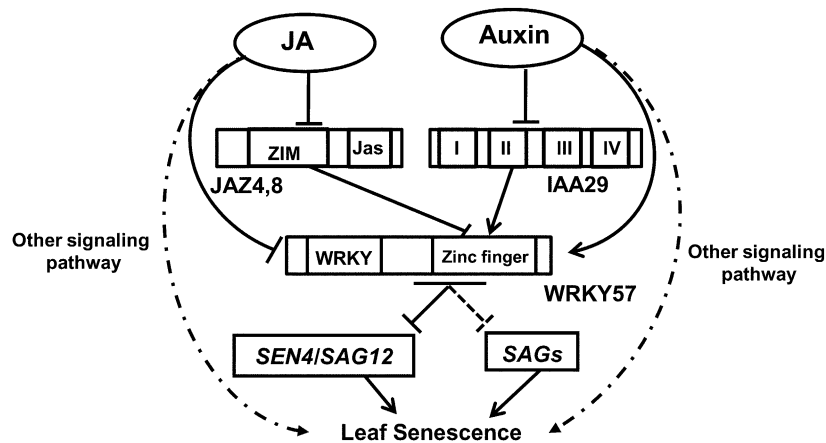 JA
Auxin
ZIM
Jas
I
II
III
IV
JAZ4,8
IAA29
Other signaling
pathway
WRKY
Zinc finger
Other signaling
pathway
WRKY57
SEN4/SAG12
SAGs
Leaf Senescence